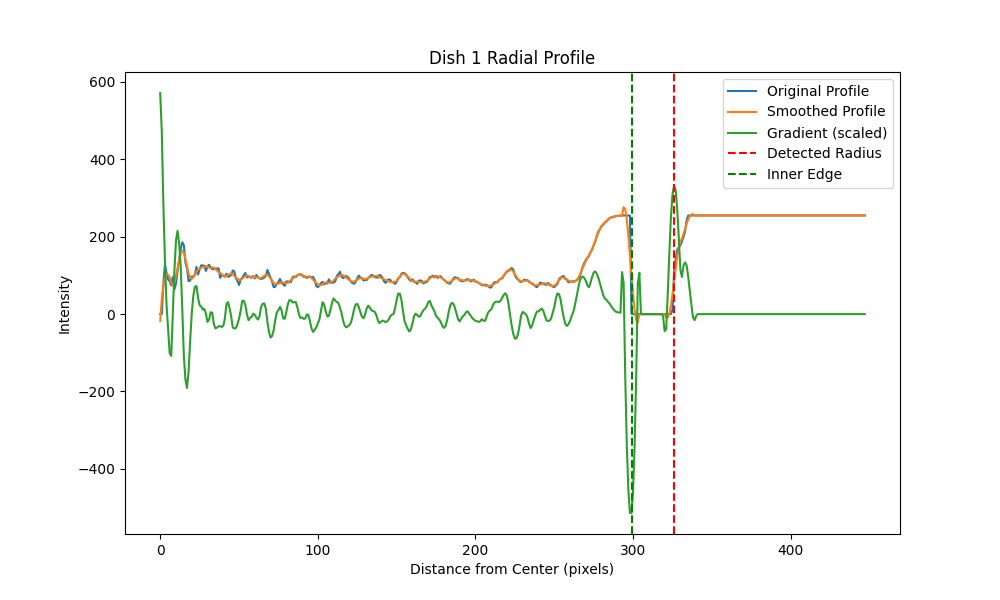 Dish 1 Radial Profile
600
400
200
0
−200
−400
Intensity
Original Profile
Smoothed Profile
Gradient (scaled)
Detected Radius
Inner Edge
0 100 200 300 400
Distance from Center (pixels)